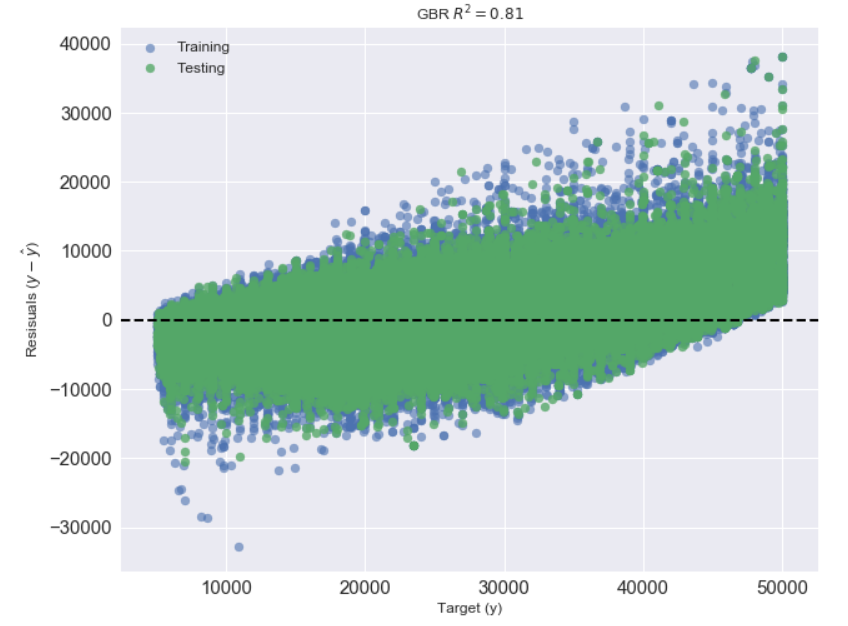 GBR $R^2 = 0.81$
Training
Testing
40000
30000
20000
10000
0
−10000
−20000
−30000
Resisuals ($y - \hat{y}$)
10000 20000 30000 40000 50000
Target (y)